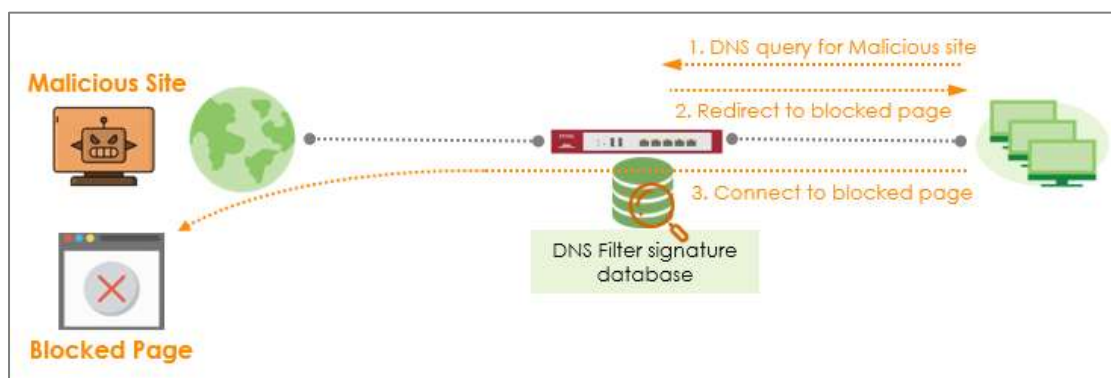 1. DNS query for Malicious site
Malicious Site
2. Redirect to blocked page
3. Connect to blocked page
DNS Filter signature
database
Blocked Page